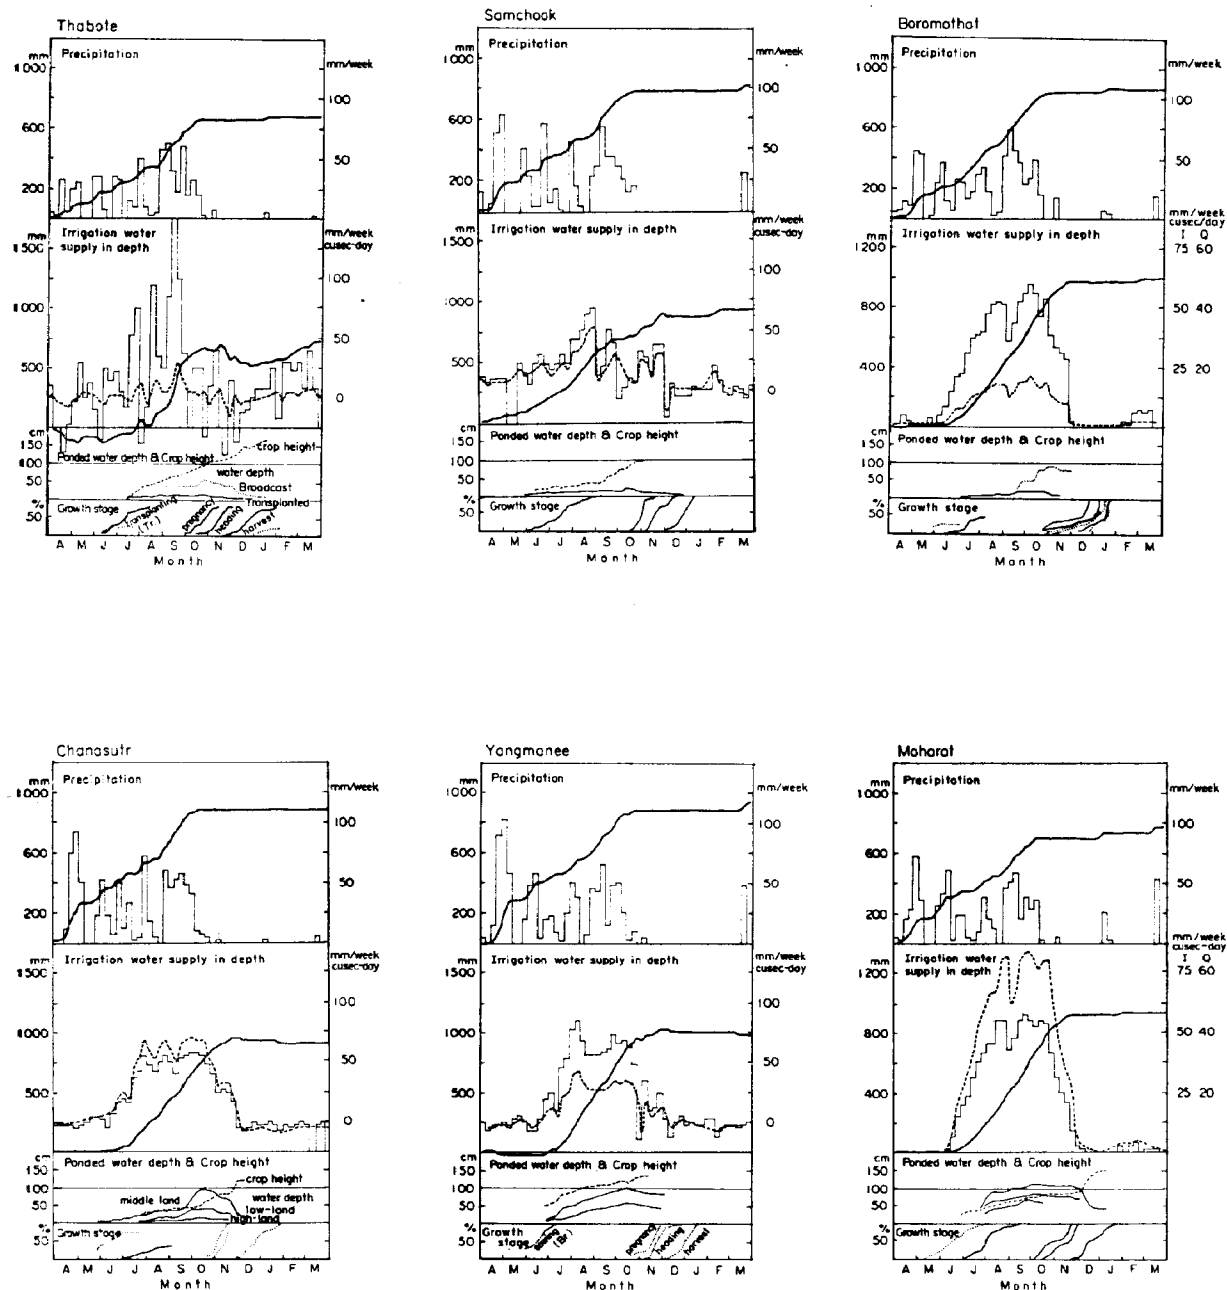 Thabote
mm
Precipitation
mm/week
1000
100
600
50
200
Irrigation water
supply in depth
mm
1500
mm/week
cusec-day
100
1000
50
500
0
cm
150
100
50
Ponded water depth & Crop height
crop height
water depth
Broadcast
Transplanted
%
50
Growth stage
transplanting
(Tr.)
pregnancy
heading
harvest
A M J J A S O N D J F M
Month
Samchook
mm
Precipitation
mm/week
1000
100
600
50
200
Irrigation water supply in depth
mm
1500
mm/week
cusec-day
100
1000
50
500
0
cm
150
100
50
Ponded water depth & Crop height
%
50
Growth stage
A M J J A S O N D J F M
Month
Boromathat
mm
Precipitation
mm/week
1000
100
600
50
200
Irrigation water supply in depth
mm
1200
mm/week
cusec/day
I Q
75 60
800
50 40
400
25 20
cm
150
100
50
Ponded water depth & Crop height
%
50
Growth stage
A M J J A S O N D J F M
Month
Chanasutr
mm
Precipitation
mm/week
1000
100
600
50
200
Irrigation water supply in depth
mm
1500
mm/week
cusec-day
100
1000
50
500
0
cm
150
100
50
Ponded water depth & Crop height
crop height
middle land
water depth
low-land
high-land
%
50
Growth stage
A M J J A S O N D J F M
Month
Yangmanee
mm
Precipitation
mm/week
1000
100
600
50
200
Irrigation water supply in depth
mm
1500
mm/week
cusec-day
100
1000
50
500
0
cm
150
100
50
Ponded water depth & Crop height
%
50
Growth
stage
(Br.)
pregnancy
heading
harvest
A M J J A S O N D J F M
Month
Maharat
mm
Precipitation
mm/week
1000
100
600
50
200
Irrigation water
supply in depth
mm
1200
mm/week
cusec-day
I Q
75 60
800
50 40
400
25 20
cm
150
100
50
Ponded water depth & Crop height
%
50
Growth stage
A M J J A S O N D J F M
Month